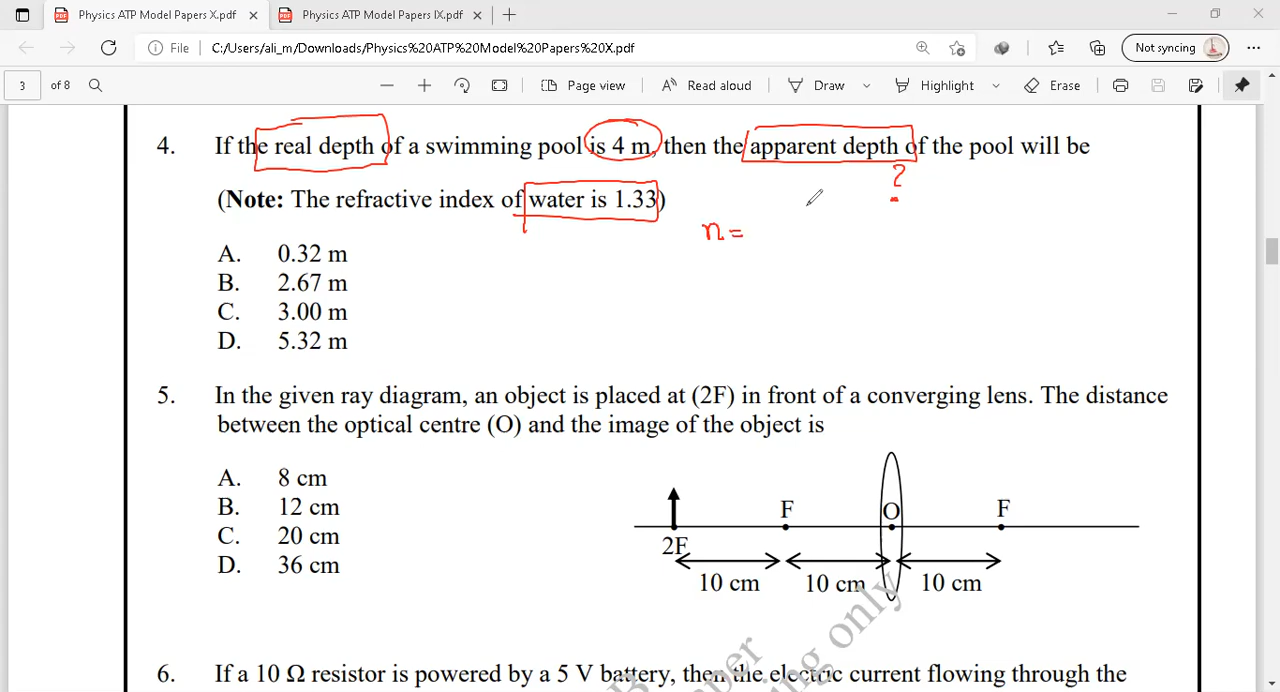 Physics ATP Model Papers X.pdf
Physics ATP Model Papers IX.pdf
File
C:/Users/ali_m/Downloads/Physics%20ATP%20Model%20Papers%20X.pdf
Not syncing
3 of 8
Page view
Read aloud
Draw
Highlight
Erase
4. If the real depth of a swimming pool is 4 m, then the apparent depth of the pool will be
?
(Note: The refractive index of water is 1.33)
n =
A. 0.32 m
B. 2.67 m
C. 3.00 m
D. 5.32 m
5. In the given ray diagram, an object is placed at (2F) in front of a converging lens. The distance
between the optical centre (O) and the image of the object is
A. 8 cm
B. 12 cm
C. 20 cm
D. 36 cm
F O F
2F
10 cm 10 cm 10 cm
only
6. If a 10 Ω resistor is powered by a 5 V battery, then the electric current flowing through the